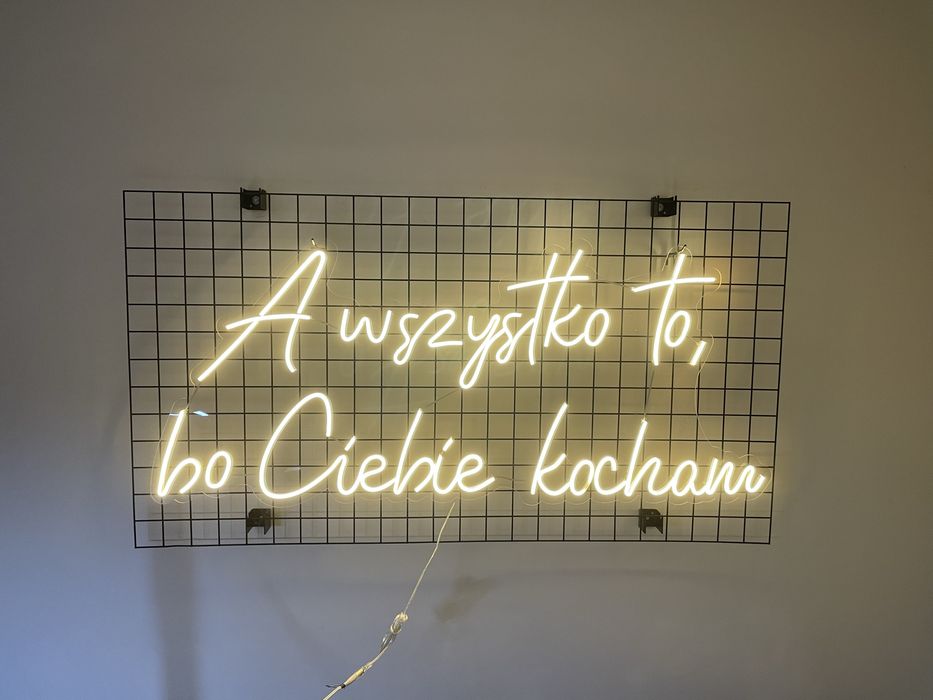 A wszystko to,
bo Ciebie kocham